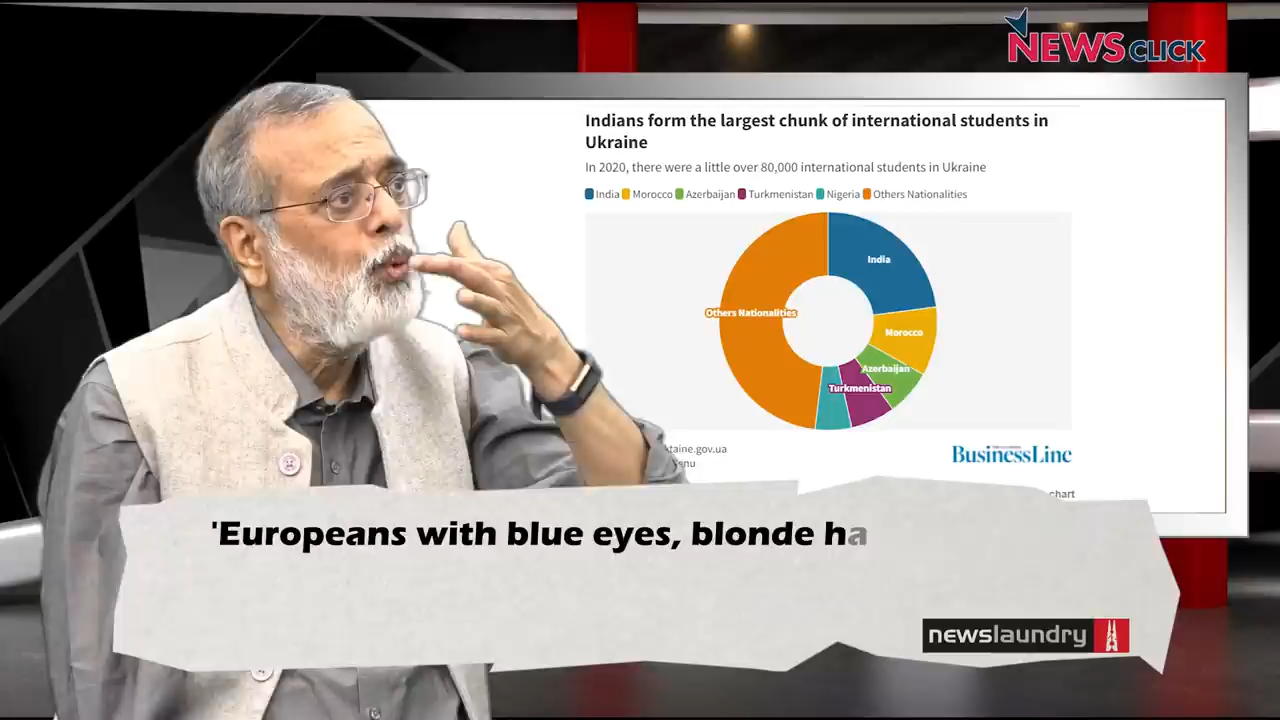 NEWSCLICK
Indians form the largest chunk of international students in
Ukraine
In 2020, there were a little over 80,000 international students in Ukraine
India Morocco Azerbaijan Turkmenistan Nigeria Others Nationalities
India
Others Nationalities
Morocco
Azerbaijan
Turkmenistan
BusinessLine
chart
'Europeans with blue eyes, blonde ha
newslaundry